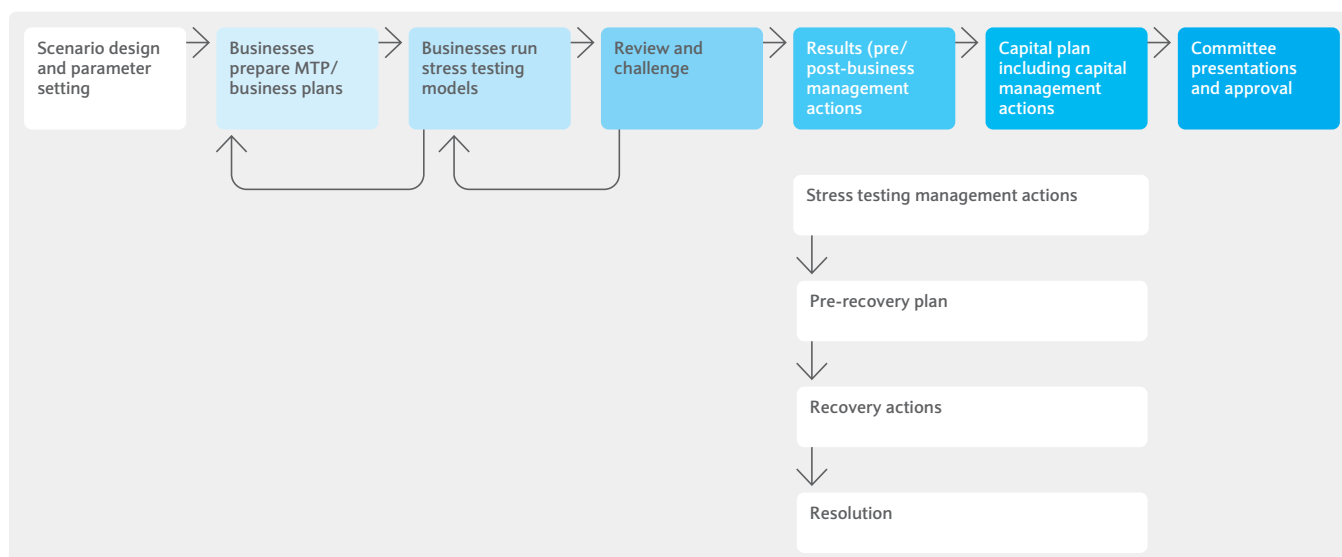 Scenario design
and parameter
setting
Businesses
prepare MTP/
business plans
Businesses run
stress testing
models
Review and
challenge
Results (pre/
post-business
management
actions
Capital plan
including capital
management
actions
Committee
presentations
and approval
Stress testing management actions
Pre-recovery plan
Recovery actions
Resolution